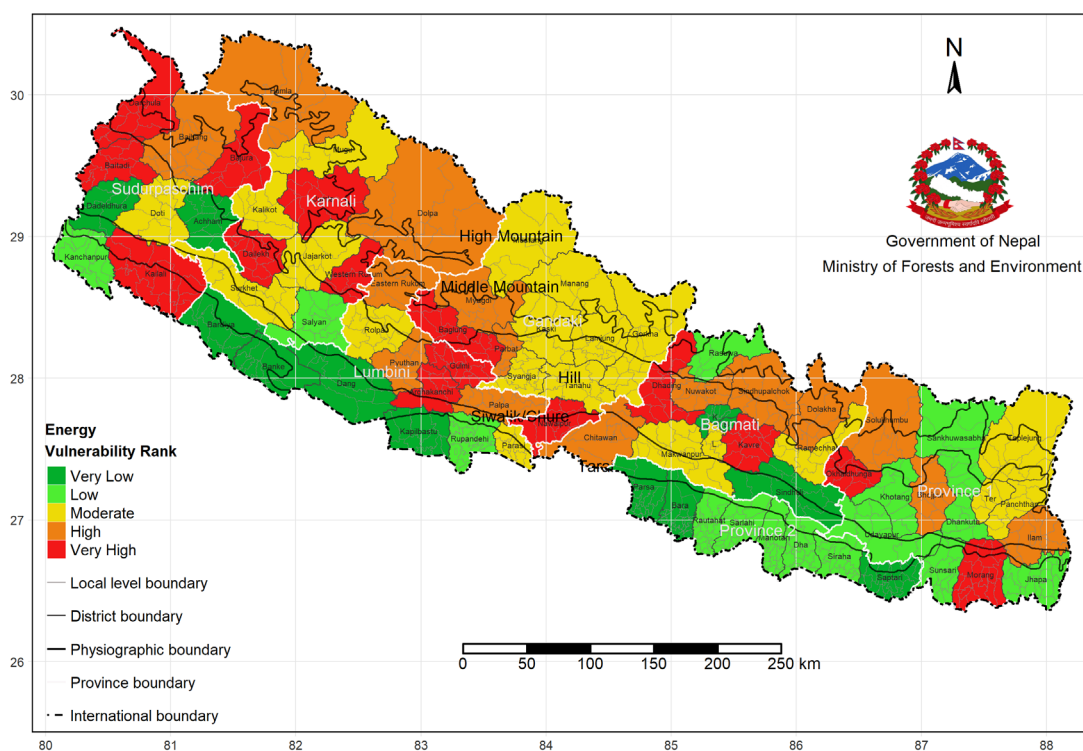 N
Government of Nepal
Ministry of Forests and Environment
30
29
28
27
26
80
81
82
83
84
85
86
87
88
Humla
Darchula
Bajhang
Bajura
Mugu
Baitadi
Sudurpaschim
Dadeldhura
Doti
Achham
Kalikot
Karnali
Dolpa
Kanchanpur
Kailali
Dailekh
Jajarkot
Western Rukum
Eastern Rukum
Surkhet
Salyan
Rolpa
High Mountain
Mustang
Middle Mountain
Myagdi
Manang
Gandaki
Kaski
Lamjung
Gorkha
Baglung
Parbat
Bardiya
Banke
Dang
Lumbini
Pyuthan
Gulmi
Syangja
Hill
Tanahu
Palpa
Siwalik/Chure
Kapilbastu
Rupandehi
Parasi
Chitawan
Rasuwa
Dhading
Nuwakot
Sindhupalchok
Dolakha
Bagmati
Kavre
Makwanpur
Ramechhap
Sindhuli
Parsa
Bara
Rautahat
Sarlahi
Province 2
Dha
Siraha
Saptari
Solukhumbu
Okhaldhunga
Khotang
Udayapur
Sankhuwasabha
Taplejung
Province 1
Ter
Panchthar
Dhankuta
Ilam
Sunsari
Morang
Jhapa
Energy
Vulnerability Rank
Very Low
Low
Moderate
High
Very High
Local level boundary
District boundary
Physiographic boundary
Province boundary
International boundary
0
50
100
150
200
250 km